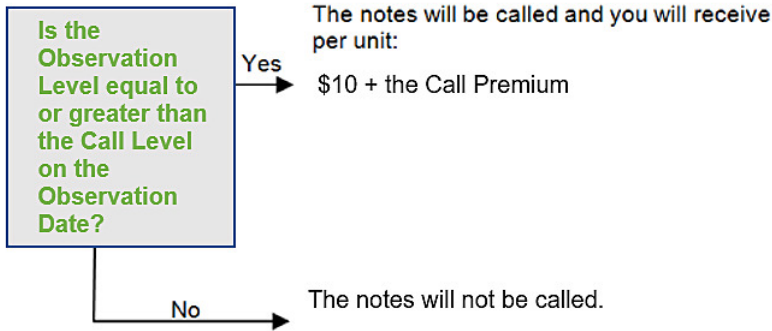 Is the
Observation
Level equal to
or greater than
the Call Level
on the
Observation
Date?
Yes
The notes will be called and you will receive
per unit:
$10 + the Call Premium
No
The notes will not be called.